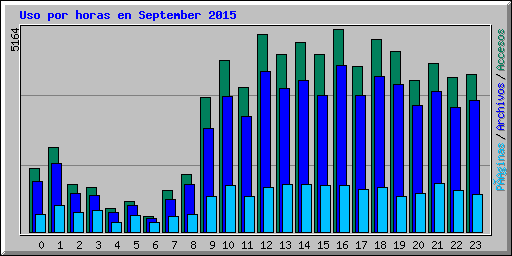 Uso por horas en September 2015
5164
Páginas / Archivos / Accesos
0 1 2 3 4 5 6 7 8 9 10 11 12 13 14 15 16 17 18 19 20 21 22 23